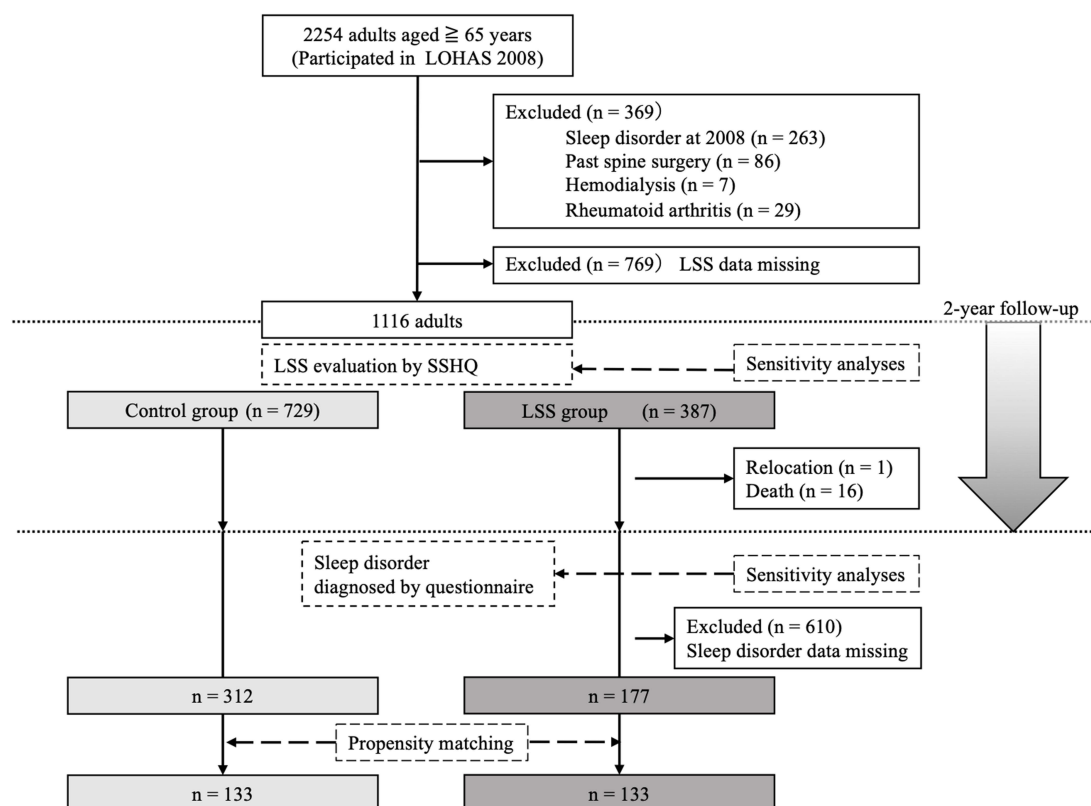 2254 adults aged ≧ 65 years
(Participated in LOHAS 2008)
Excluded (n = 369)
Sleep disorder at 2008 (n = 263)
Past spine surgery (n = 86)
Hemodialysis (n = 7)
Rheumatoid arthritis (n = 29)
Excluded (n = 769) LSS data missing
1116 adults
2-year follow-up
LSS evaluation by SSHQ
Sensitivity analyses
Control group (n = 729)
LSS group (n = 387)
Relocation (n = 1)
Death (n = 16)
Sleep disorder
diagnosed by questionnaire
Sensitivity analyses
Excluded (n = 610)
Sleep disorder data missing
n = 312
n = 177
Propensity matching
n = 133
n = 133